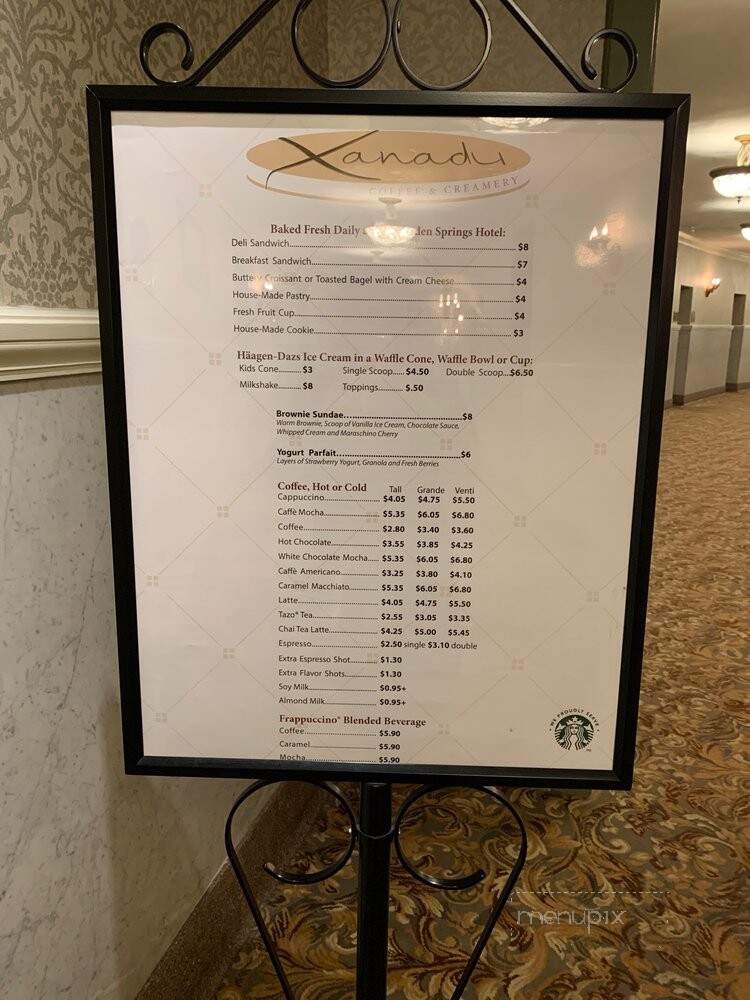 Xanadu
COFFEE & CREAMERY
Baked Fresh Daily Springs Hotel:
Deli Sandwich $8
Breakfast Sandwich $7
Buttery Croissant or Toasted Bagel with Cream Cheese $4
House-Made Pastry $4
Fresh Fruit Cup $4
House-Made Cookie $3
Häagen-Dazs Ice Cream in a Waffle Cone, Waffle Bowl or Cup:
Kids Cone $3 Single Scoop $4.50 Double Scoop $6.50
Milkshake $8 Toppings $.50
Brownie Sundae $8
Warm Brownie, Scoop of Vanilla Ice Cream, Chocolate Sauce,
Whipped Cream and Maraschino Cherry
Yogurt Parfait $6
Layers of Strawberry Yogurt, Granola and Fresh Berries
Coffee, Hot or Cold Tall Grande Venti
Cappuccino $4.05 $4.75 $5.50
Caffè Mocha $5.35 $6.05 $6.80
Coffee $2.80 $3.40 $3.60
Hot Chocolate $3.55 $3.85 $4.25
White Chocolate Mocha $5.35 $6.05 $6.80
Caffè Americano $3.25 $3.80 $4.10
Caramel Macchiato $5.35 $6.05 $6.80
Latte $4.05 $4.75 $5.50
Tazo® Tea $2.55 $3.05 $3.35
Chai Tea Latte $4.25 $5.00 $5.45
Espresso $2.50 single $3.10 double
Extra Espresso Shot $1.30
Extra Flavor Shots $1.30
Soy Milk $0.95+
Almond Milk $0.95+
Frappuccino® Blended Beverage
Coffee $5.90
Caramel $5.90
Mocha $5.90
WE PROUDLY SERVE
menupix